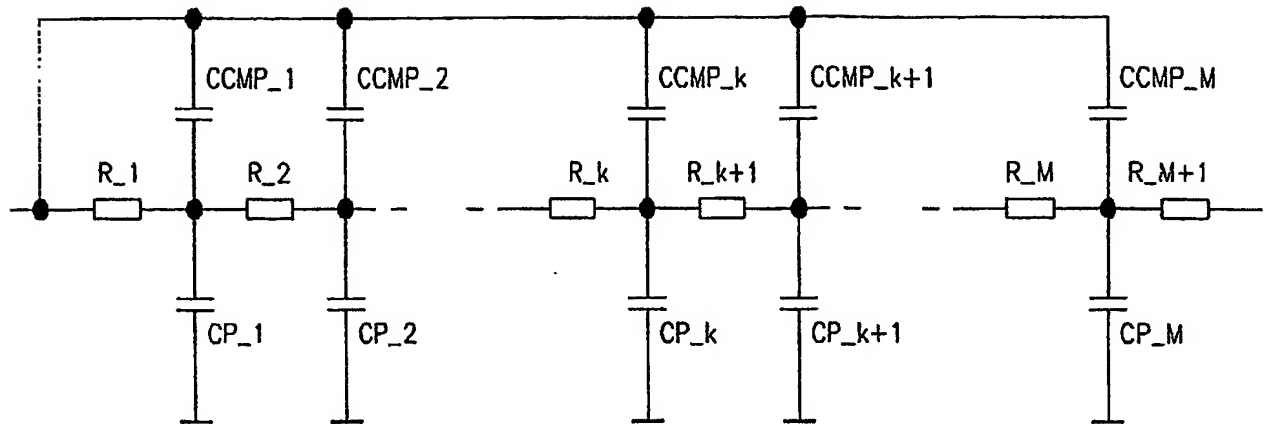 CCMP_1 CCMP_2 CCMP_k CCMP_k+1 CCMP_M
R_1 R_2 R_k R_k+1 R_M R_M+1
CP_1 CP_2 CP_k CP_k+1 CP_M